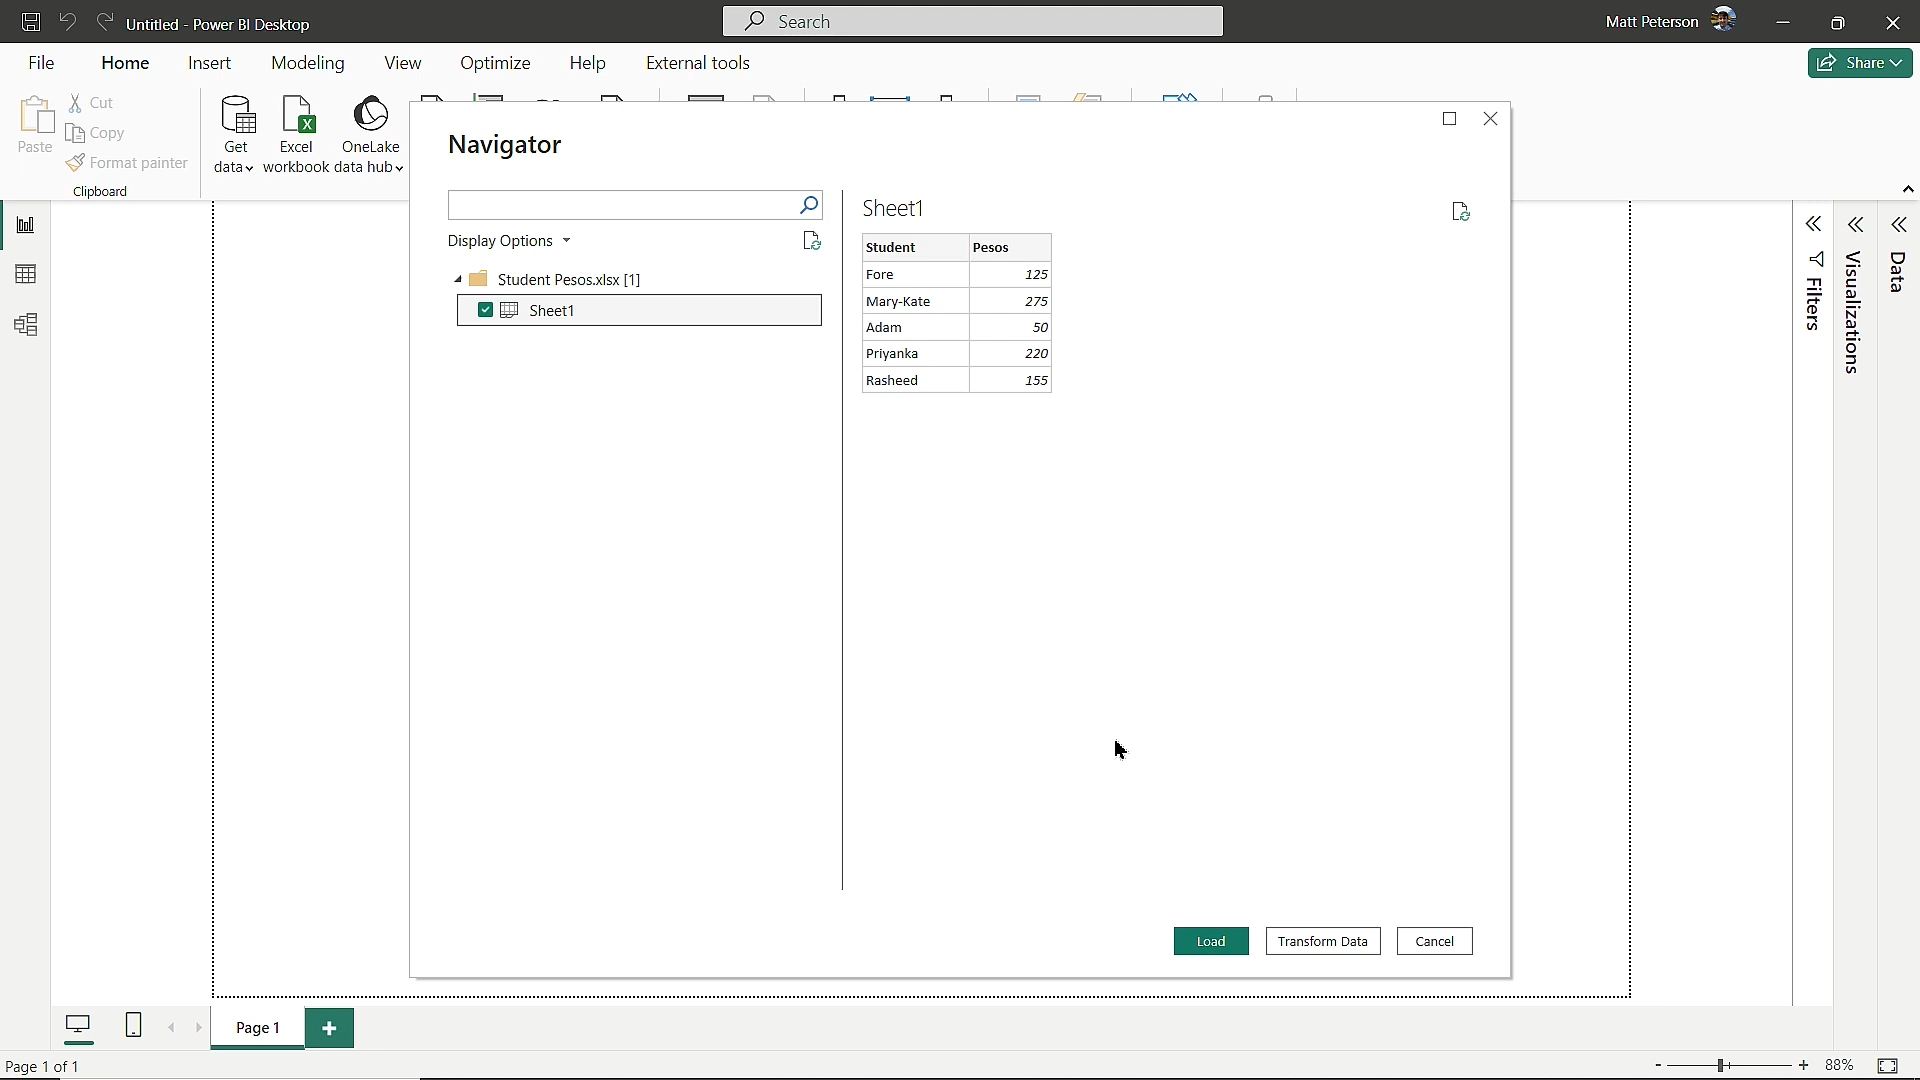 Untitled - Power BI Desktop
Search
Matt Peterson
File Home Insert Modeling View Optimize Help External tools
Share
Paste
Cut
Copy
Format painter
Clipboard
Get data
Excel workbook
OneLake data hub
Navigator
Display Options
Student Pesos.xlsx [1]
Sheet1
Sheet1
Student Pesos
Fore 125
Mary-Kate 275
Adam 50
Priyanka 220
Rasheed 155
Load Transform Data Cancel
Filters
Visualizations
Data
Page 1
Page 1 of 1
88%